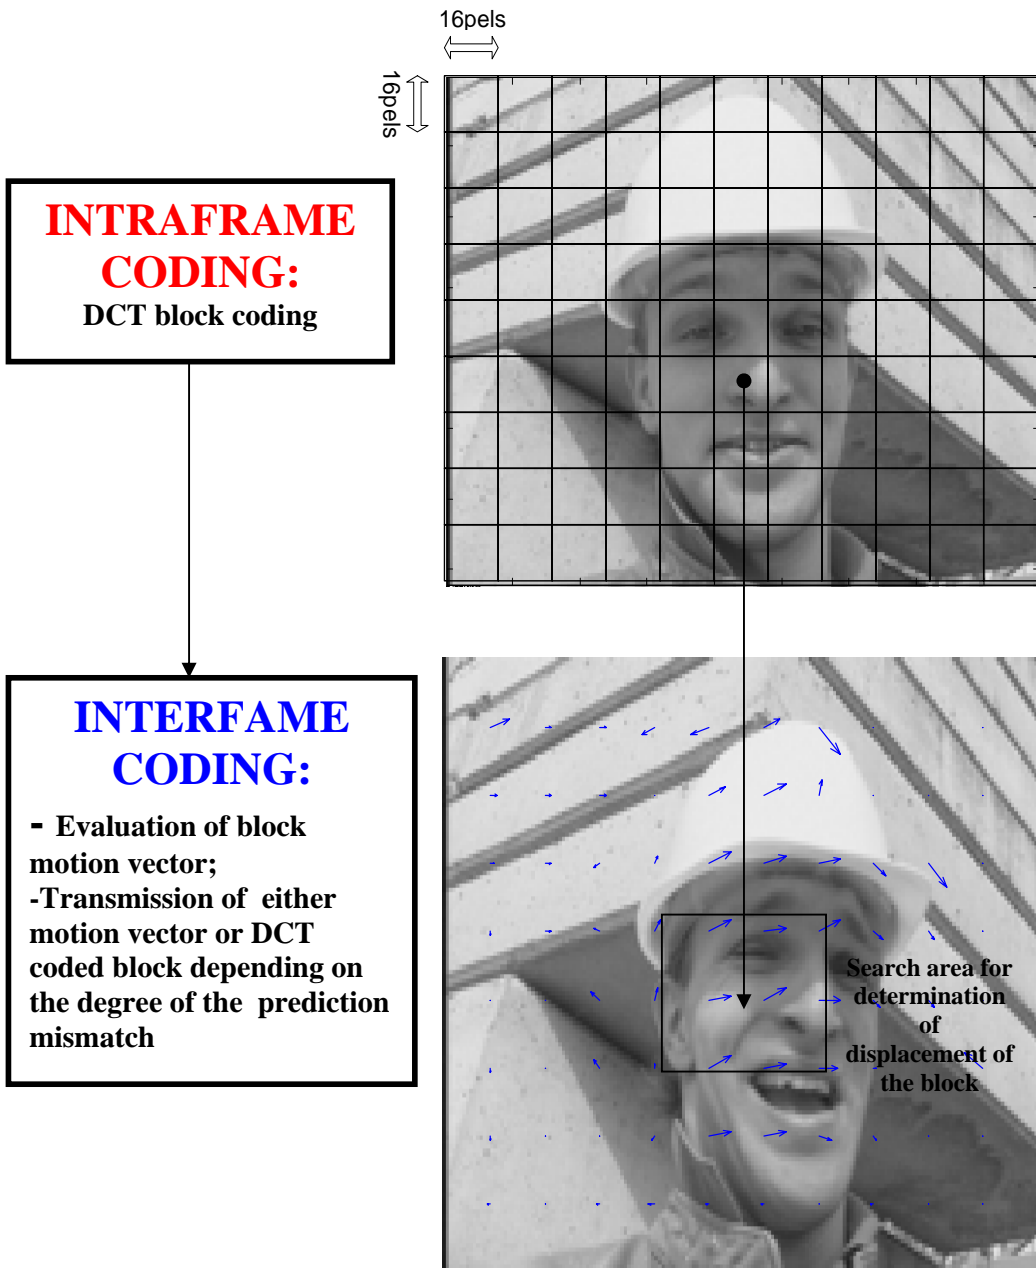 16pels
16pels
INTRAFRAME
CODING:
DCT block coding
INTERFAME
CODING:
- Evaluation of block
motion vector;
-Transmission of either
motion vector or DCT
coded block depending on
the degree of the prediction
mismatch
Search area for
determination
of
displacement of
the block